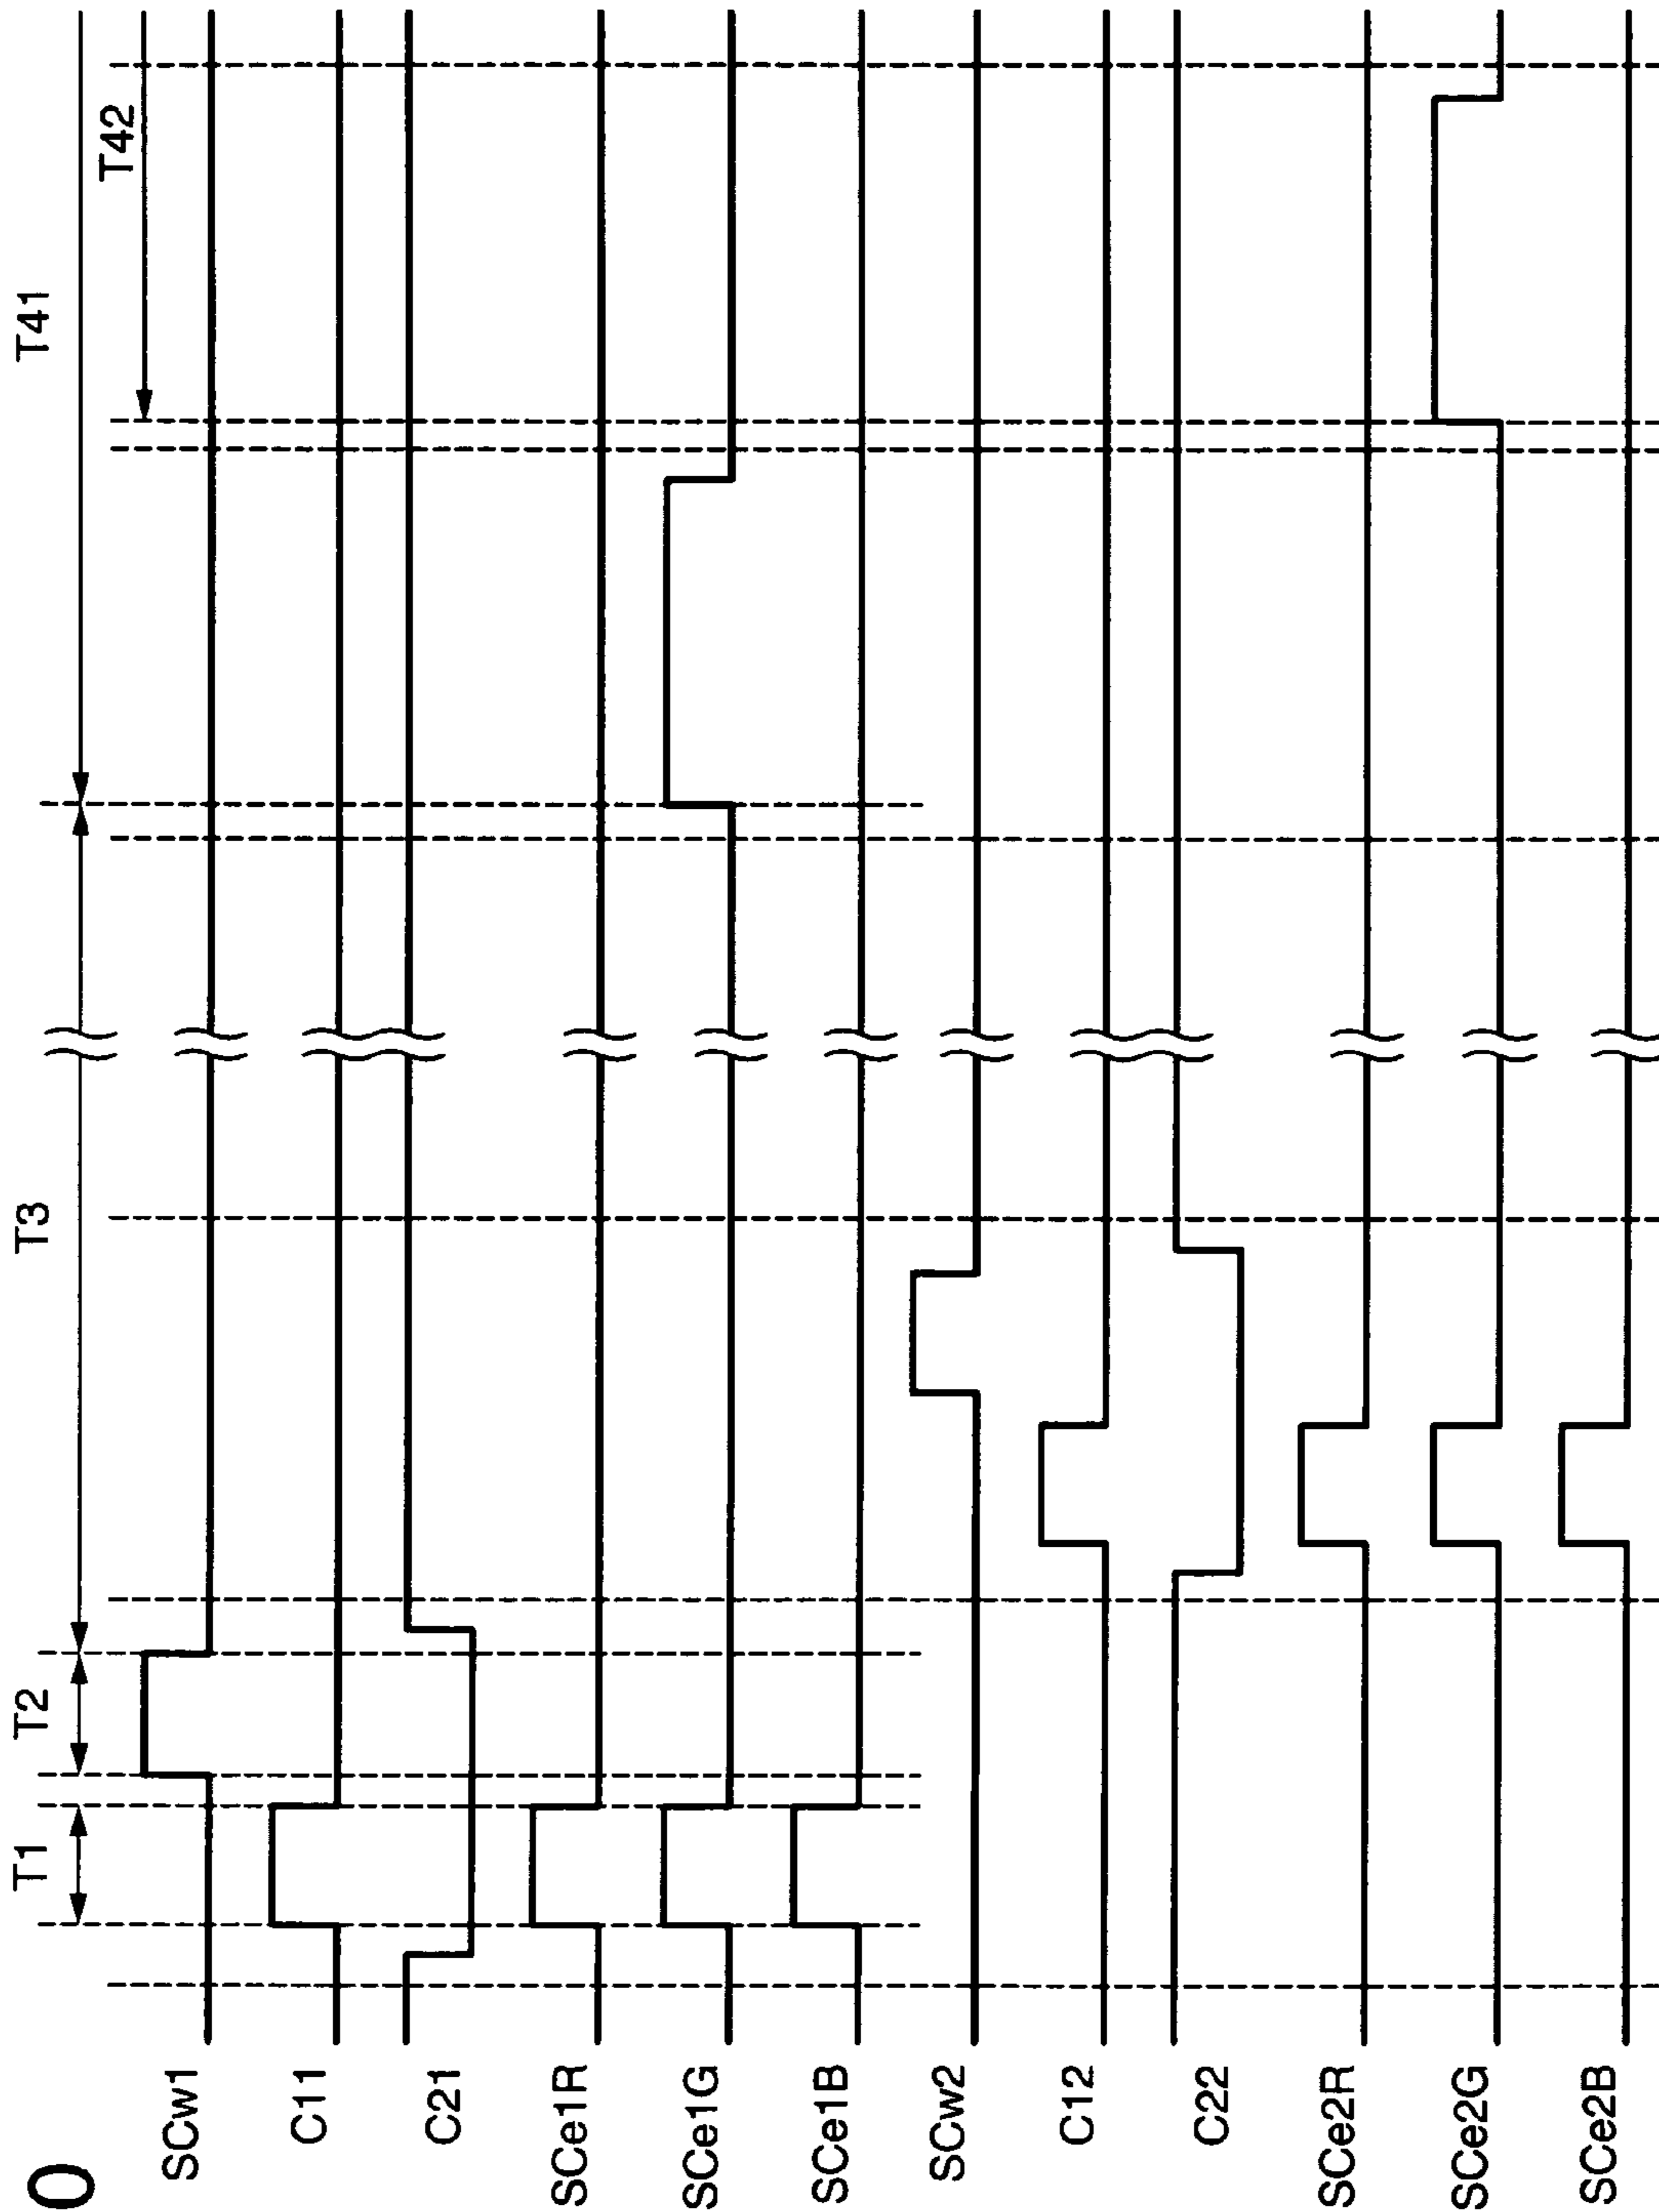 0
T1
T2
T3
T41
T42
SCw1
C11
C21
SCe1R
SCe1G
SCe1B
SCw2
C12
C22
SCe2R
SCe2G
SCe2B